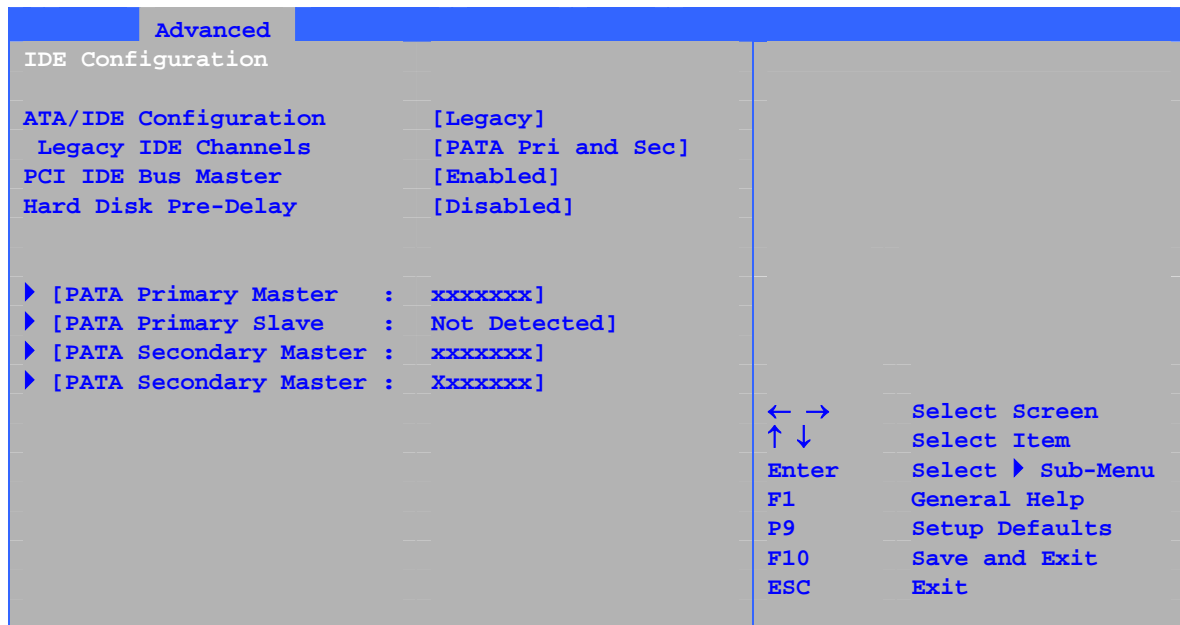 Advanced
IDE Configuration
ATA/IDE Configuration [Legacy]
Legacy IDE Channels [PATA Pri and Sec]
PCI IDE Bus Master [Enabled]
Hard Disk Pre-Delay [Disabled]
[PATA Primary Master : xxxxxxx]
[PATA Primary Slave : Not Detected]
[PATA Secondary Master : xxxxxxx]
[PATA Secondary Master : Xxxxxxx]
← → Select Screen
↑ ↓ Select Item
Enter Select ▶ Sub-Menu
F1 General Help
P9 Setup Defaults
F10 Save and Exit
ESC Exit